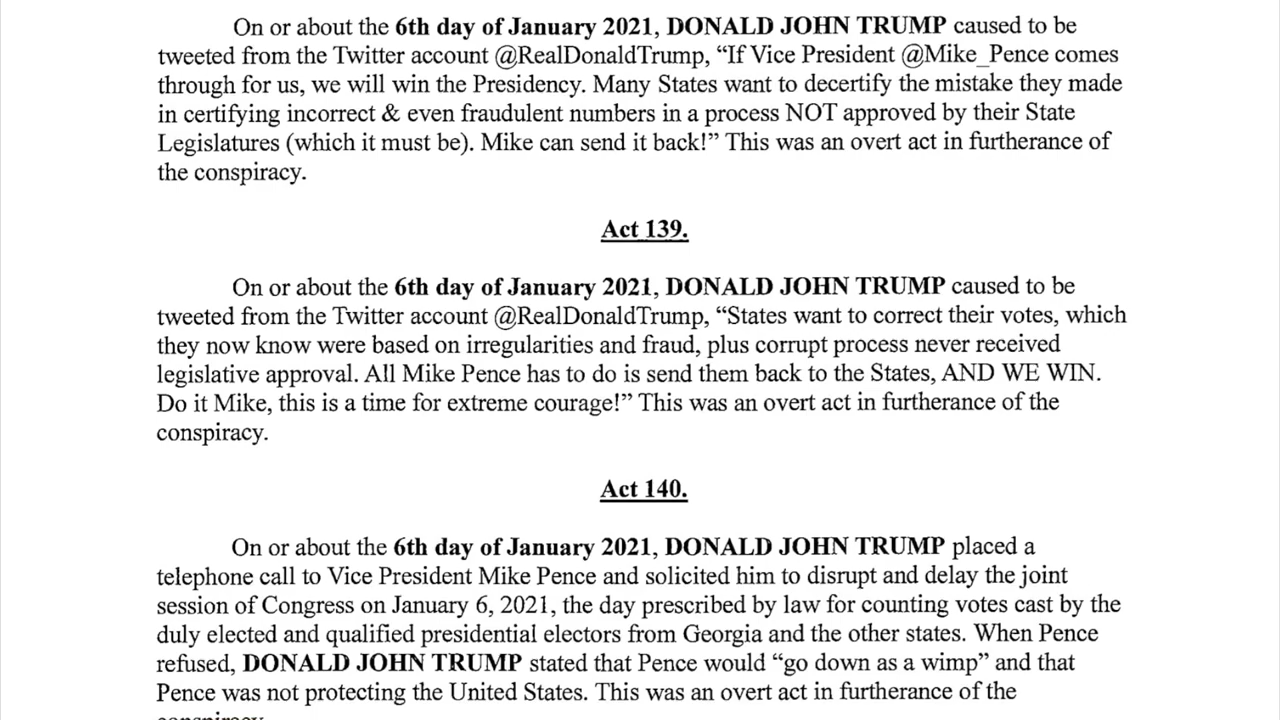 On or about the 6th day of January 2021, DONALD JOHN TRUMP caused to be
tweeted from the Twitter account @RealDonaldTrump, “If Vice President @Mike_Pence comes
through for us, we will win the Presidency. Many States want to decertify the mistake they made
in certifying incorrect & even fraudulent numbers in a process NOT approved by their State
Legislatures (which it must be). Mike can send it back!” This was an overt act in furtherance of
the conspiracy.
Act 139.
On or about the 6th day of January 2021, DONALD JOHN TRUMP caused to be
tweeted from the Twitter account @RealDonaldTrump, “States want to correct their votes, which
they now know were based on irregularities and fraud, plus corrupt process never received
legislative approval. All Mike Pence has to do is send them back to the States, AND WE WIN.
Do it Mike, this is a time for extreme courage!” This was an overt act in furtherance of the
conspiracy.
Act 140.
On or about the 6th day of January 2021, DONALD JOHN TRUMP placed a
telephone call to Vice President Mike Pence and solicited him to disrupt and delay the joint
session of Congress on January 6, 2021, the day prescribed by law for counting votes cast by the
duly elected and qualified presidential electors from Georgia and the other states. When Pence
refused, DONALD JOHN TRUMP stated that Pence would “go down as a wimp” and that
Pence was not protecting the United States. This was an overt act in furtherance of the